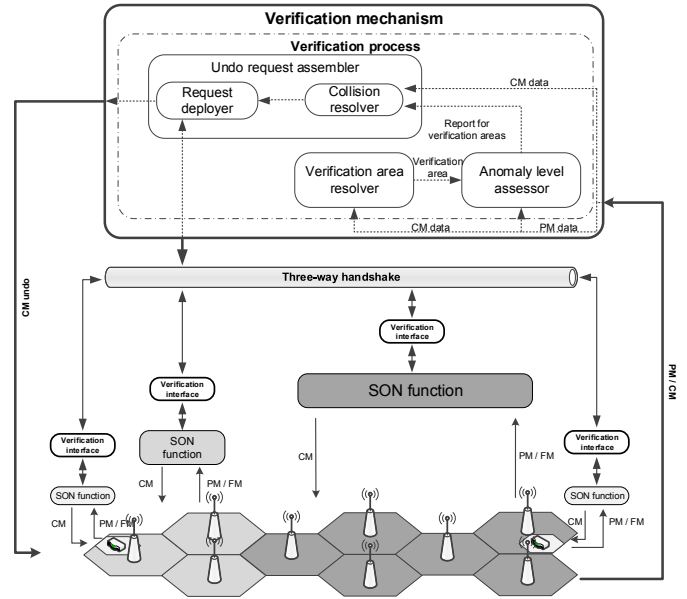 Verification mechanism
Verification process
Undo request assembler
Request
deployer
Collision
resolver
CM data
Report for
verification areas
Verification area
resolver
Verification
area
Anomaly level
assessor
CM data
PM data
Three-way handshake
CM undo
PM / CM
Verification
interface
SON function
Verification
interface
SON
function
Verification
interface
SON function
Verification
interface
SON function
CM
PM / FM
CM
PM / FM
CM
PM / FM
CM
PM / FM